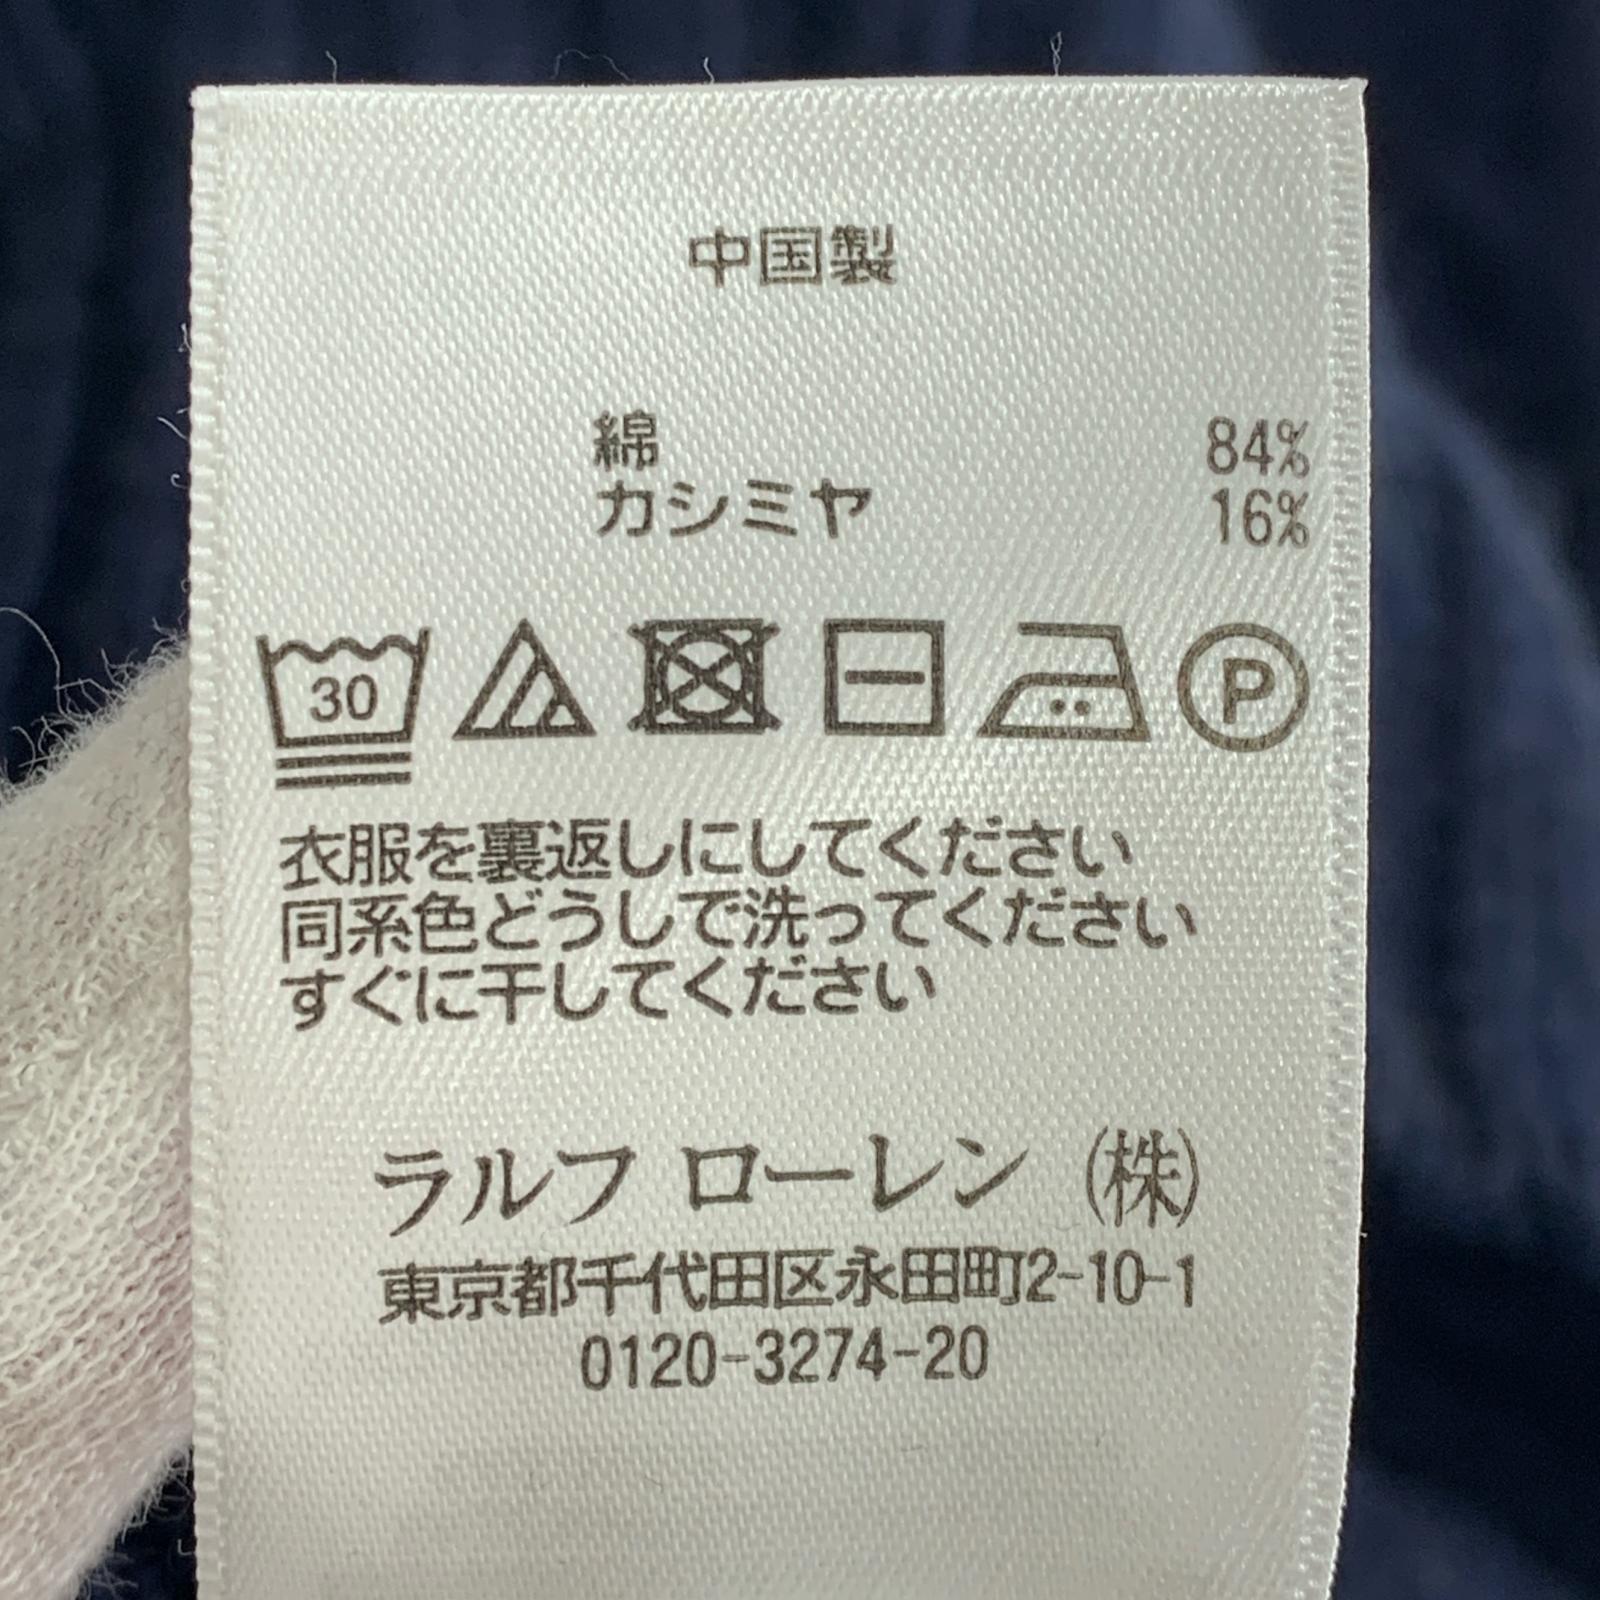 中国製
綿 84%
カシミヤ 16%
30 P
衣服を裏返しにしてください
同系色どうしで洗ってください
すぐに干してください
ラルフ ローレン (株)
東京都千代田区永田町2-10-1
0120-3274-20